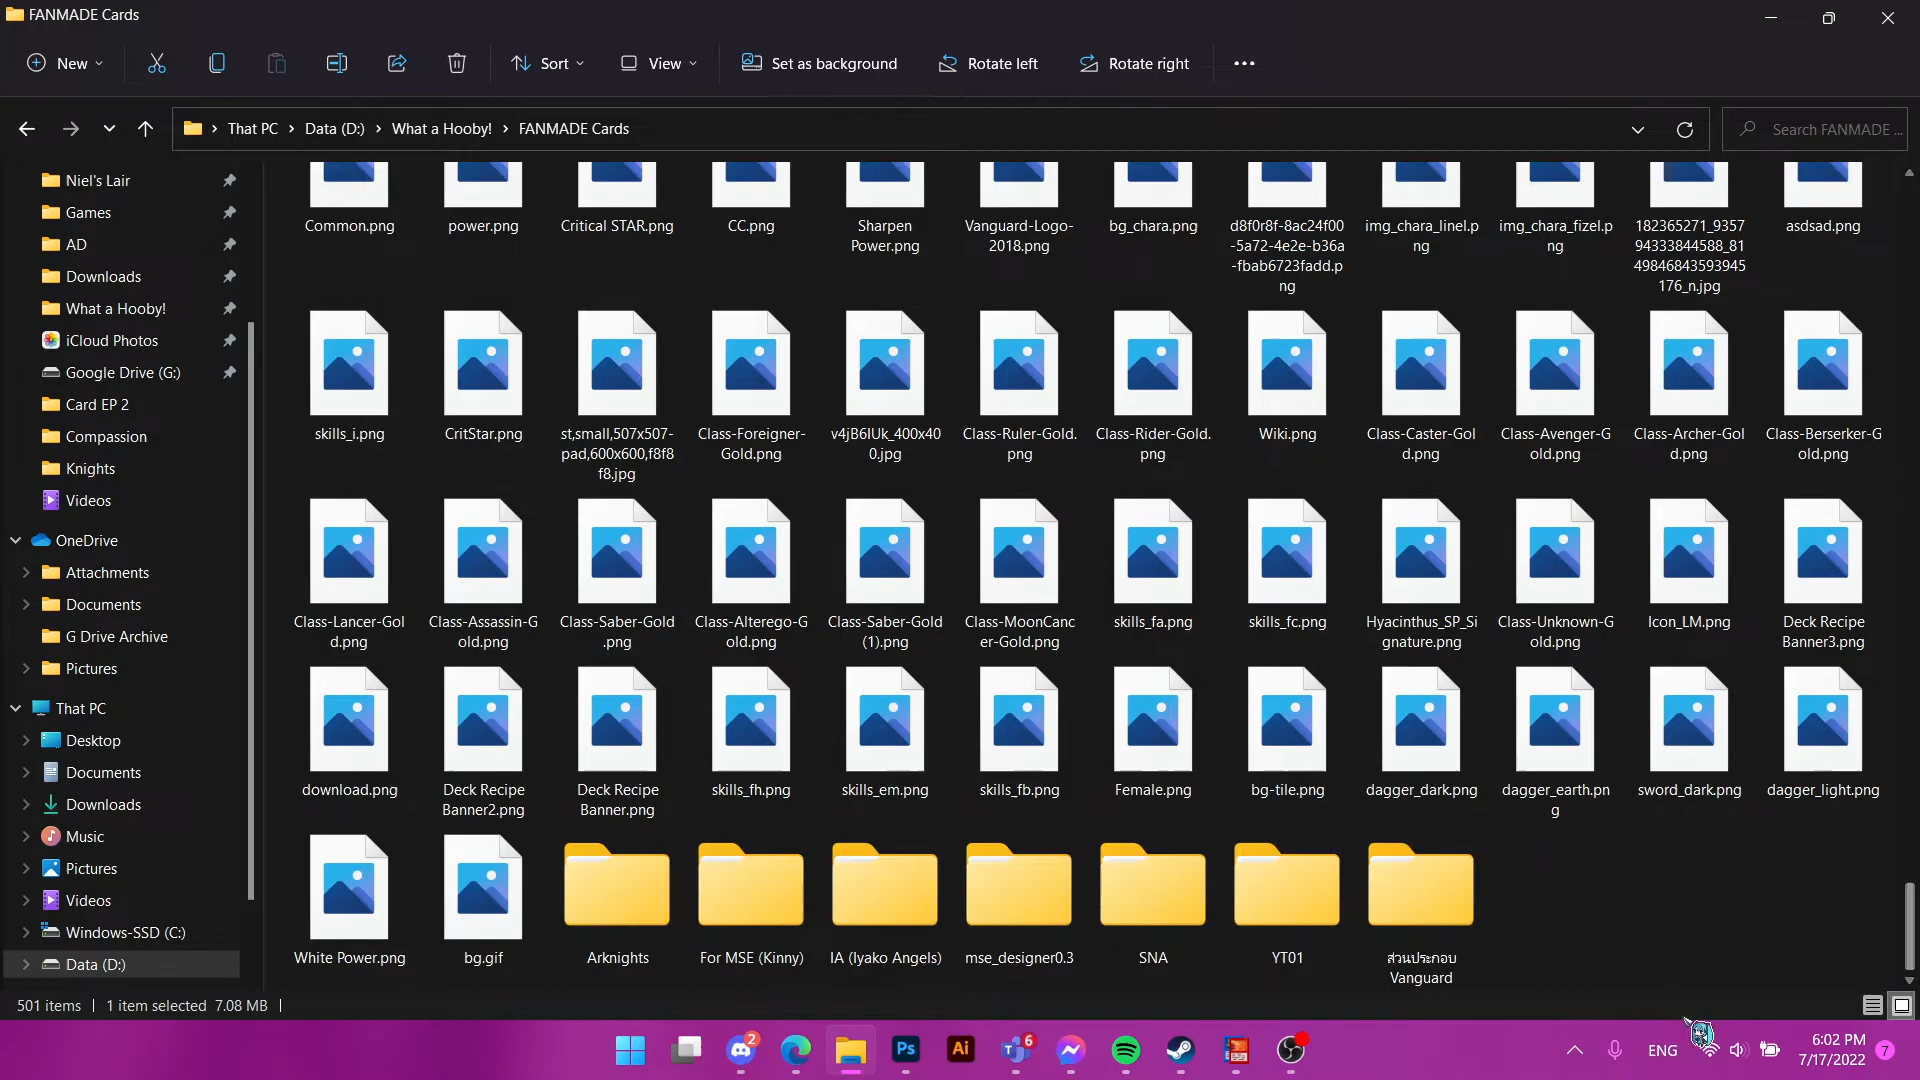 FANMADE Cards
New
Sort
View
Set as background
Rotate left
Rotate right
That PC
Data (D:)
What a Hooby!
FANMADE Cards
Search FANMADE ...
Niel's Lair
Games
AD
Downloads
What a Hooby!
iCloud Photos
Google Drive (G:)
Card EP 2
Compassion
Knights
Videos
OneDrive
Attachments
Documents
G Drive Archive
Pictures
That PC
Desktop
Documents
Downloads
Music
Pictures
Videos
Windows-SSD (C:)
Data (D:)
Common.png
power.png
Critical STAR.png
CC.png
Sharpen
Power.png
Vanguard-Logo-
2018.png
bg_chara.png
d8f0r8f-8ac24f00
-5a72-4e2e-b36a
-fbab6723fadd.p
ng
img_chara_linel.p
ng
img_chara_fizel.p
ng
182365271_9357
94333844588_81
49846843593945
176_n.jpg
asdsad.png
skills_i.png
CritStar.png
st,small,507x507-
pad,600x600,f8f8
f8.jpg
Class-Foreigner-
Gold.png
v4jB6IUk_400x40
0.jpg
Class-Ruler-Gold.
png
Class-Rider-Gold.
png
Wiki.png
Class-Caster-Gol
d.png
Class-Avenger-G
old.png
Class-Archer-Gol
d.png
Class-Berserker-G
old.png
Class-Lancer-Gol
d.png
Class-Assassin-G
old.png
Class-Saber-Gold
.png
Class-Alterego-G
old.png
Class-Saber-Gold
(1).png
Class-MoonCanc
er-Gold.png
skills_fa.png
skills_fc.png
Hyacinthus_SP_Si
gnature.png
Class-Unknown-G
old.png
Icon_LM.png
Deck Recipe
Banner3.png
download.png
Deck Recipe
Banner2.png
Deck Recipe
Banner.png
skills_fh.png
skills_em.png
skills_fb.png
Female.png
bg-tile.png
dagger_dark.png
dagger_earth.pn
g
sword_dark.png
dagger_light.png
White Power.png
bg.gif
Arknights
For MSE (Kinny)
IA (Iyako Angels)
mse_designer0.3
SNA
YT01
ส่วนประกอบ
Vanguard
501 items
1 item selected 7.08 MB
2
Ps
Ai
6
ENG
6:02 PM
7/17/2022
7